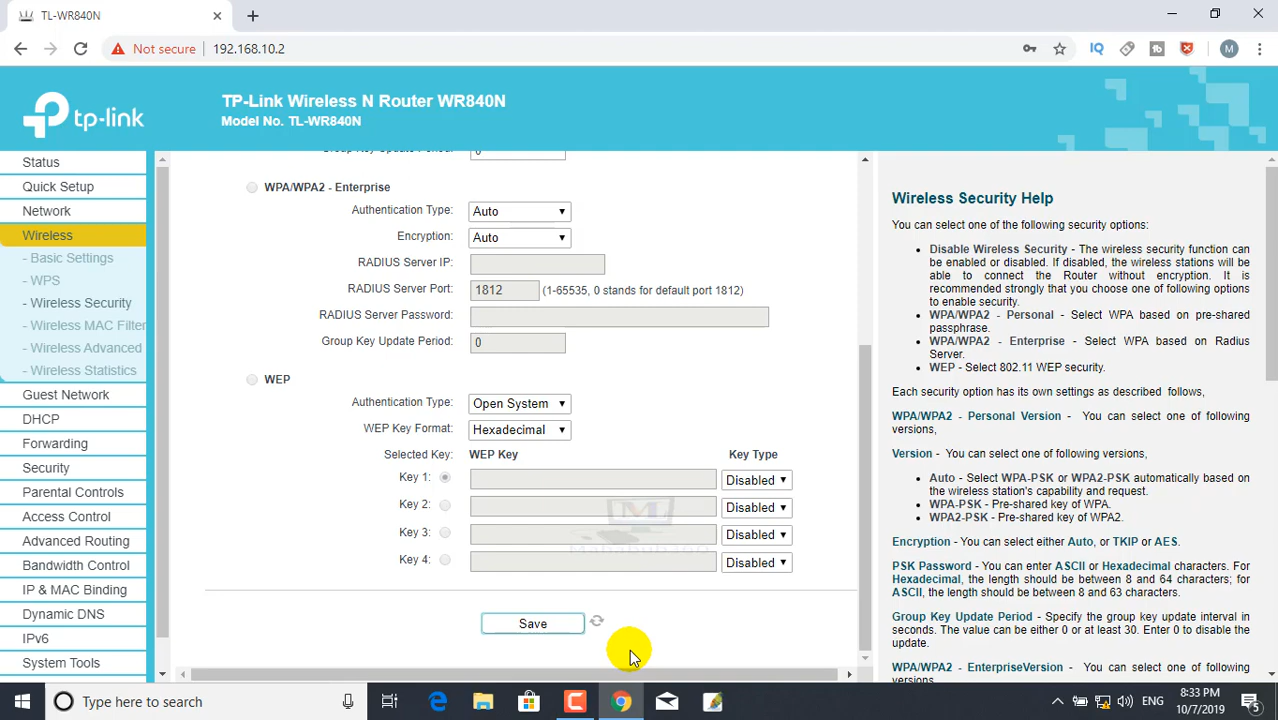 TL-WR840N
Not secure
192.168.10.2
IQ
M
tp-link
TP-Link Wireless N Router WR840N
Model No. TL-WR840N
Status
Quick Setup
Network
Wireless
- Basic Settings
- WPS
- Wireless Security
- Wireless MAC Filter
- Wireless Advanced
- Wireless Statistics
Guest Network
DHCP
Forwarding
Security
Parental Controls
Access Control
Advanced Routing
Bandwidth Control
IP & MAC Binding
Dynamic DNS
IPv6
System Tools
Group Key Update Period: 0
WPA/WPA2 - Enterprise
Authentication Type: Auto
Encryption: Auto
RADIUS Server IP:
RADIUS Server Port: 1812 (1-65535, 0 stands for default port 1812)
RADIUS Server Password:
Group Key Update Period: 0
WEP
Authentication Type: Open System
WEP Key Format: Hexadecimal
Selected Key: WEP Key Key Type
Key 1: Disabled
Key 2: Disabled
Key 3: Disabled
Key 4: Disabled
Mahabub360
Save
Wireless Security Help
You can select one of the following security options:
Disable Wireless Security - The wireless security function can
be enabled or disabled. If disabled, the wireless stations will be
able to connect the Router without encryption. It is
recommended strongly that you choose one of following options
to enable security.
WPA/WPA2 - Personal - Select WPA based on pre-shared
passphrase.
WPA/WPA2 - Enterprise - Select WPA based on Radius
Server.
WEP - Select 802.11 WEP security.
Each security option has its own settings as described follows,
WPA/WPA2 - Personal Version - You can select one of following
versions,
Version - You can select one of following versions,
Auto - Select WPA-PSK or WPA2-PSK automatically based on
the wireless station's capability and request.
WPA-PSK - Pre-shared key of WPA.
WPA2-PSK - Pre-shared key of WPA2.
Encryption - You can select either Auto, or TKIP or AES.
PSK Password - You can enter ASCII or Hexadecimal characters. For
Hexadecimal, the length should be between 8 and 64 characters; for
ASCII, the length should be between 8 and 63 characters.
Group Key Update Period - Specify the group key update interval in
seconds. The value can be either 0 or at least 30. Enter 0 to disable the
update.
WPA/WPA2 - EnterpriseVersion - You can select one of following
Type here to search
ENG
8:33 PM
10/7/2019
5